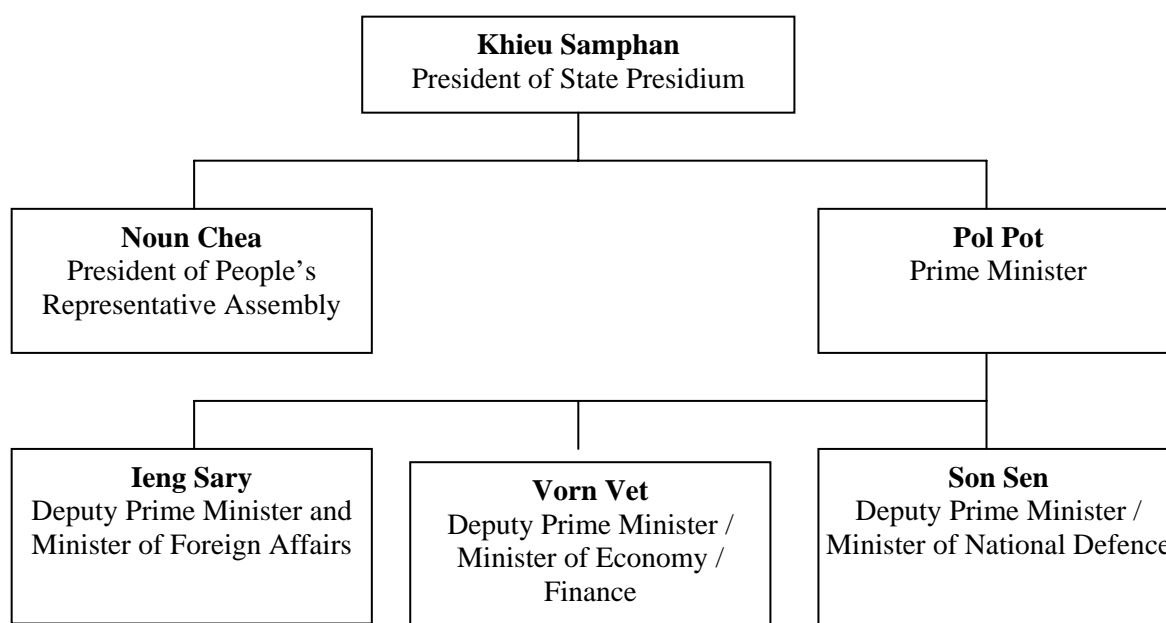 Khieu Samphan
President of State Presidium
Noun Chea
President of People’s
Representative Assembly
Pol Pot
Prime Minister
Ieng Sary
Deputy Prime Minister and
Minister of Foreign Affairs
Vorn Vet
Deputy Prime Minister /
Minister of Economy /
Finance
Son Sen
Deputy Prime Minister /
Minister of National Defence